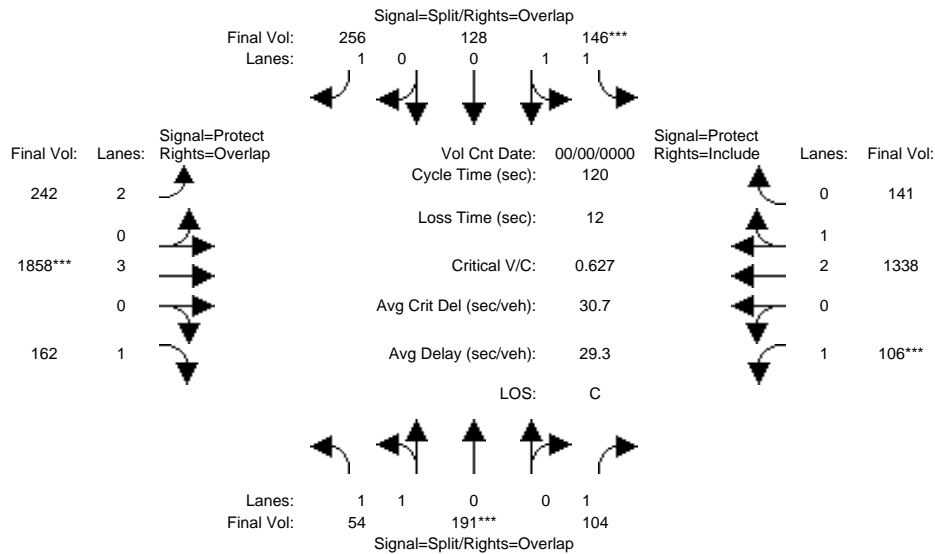 Signal=Split/Rights=Overlap
Final Vol: 256 128 146***
Lanes: 1 0 0 1 1
Signal=Protect Signal=Protect
Final Vol: Lanes: Rights=Overlap Vol Cnt Date: 00/00/0000 Rights=Include Lanes: Final Vol:
Cycle Time (sec): 120
242 2 0 141
Loss Time (sec): 12
0 1
1858*** 3 Critical V/C: 0.627 2 1338
0 Avg Crit Del (sec/veh): 30.7 0
162 1 Avg Delay (sec/veh): 29.3 1 106***
LOS: C
Lanes: 1 1 0 0 1
Final Vol: 54 191*** 104
Signal=Split/Rights=Overlap